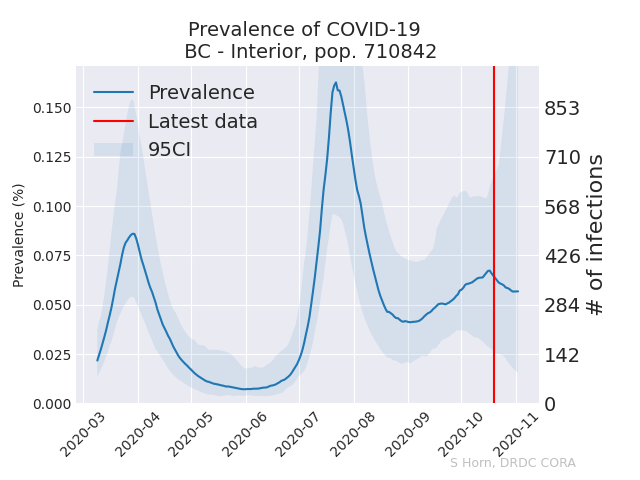 Prevalence of COVID-19
BC - Interior, pop. 710842
Prevalence
Latest data
95CI
Prevalence (%)
0.150
0.125
0.100
0.075
0.050
0.025
0.000
853
710
568
426
284
142
0
# of infections
2020-03
2020-04
2020-05
2020-06
2020-07
2020-08
2020-09
2020-10
2020-11
S Horn, DRDC CORA